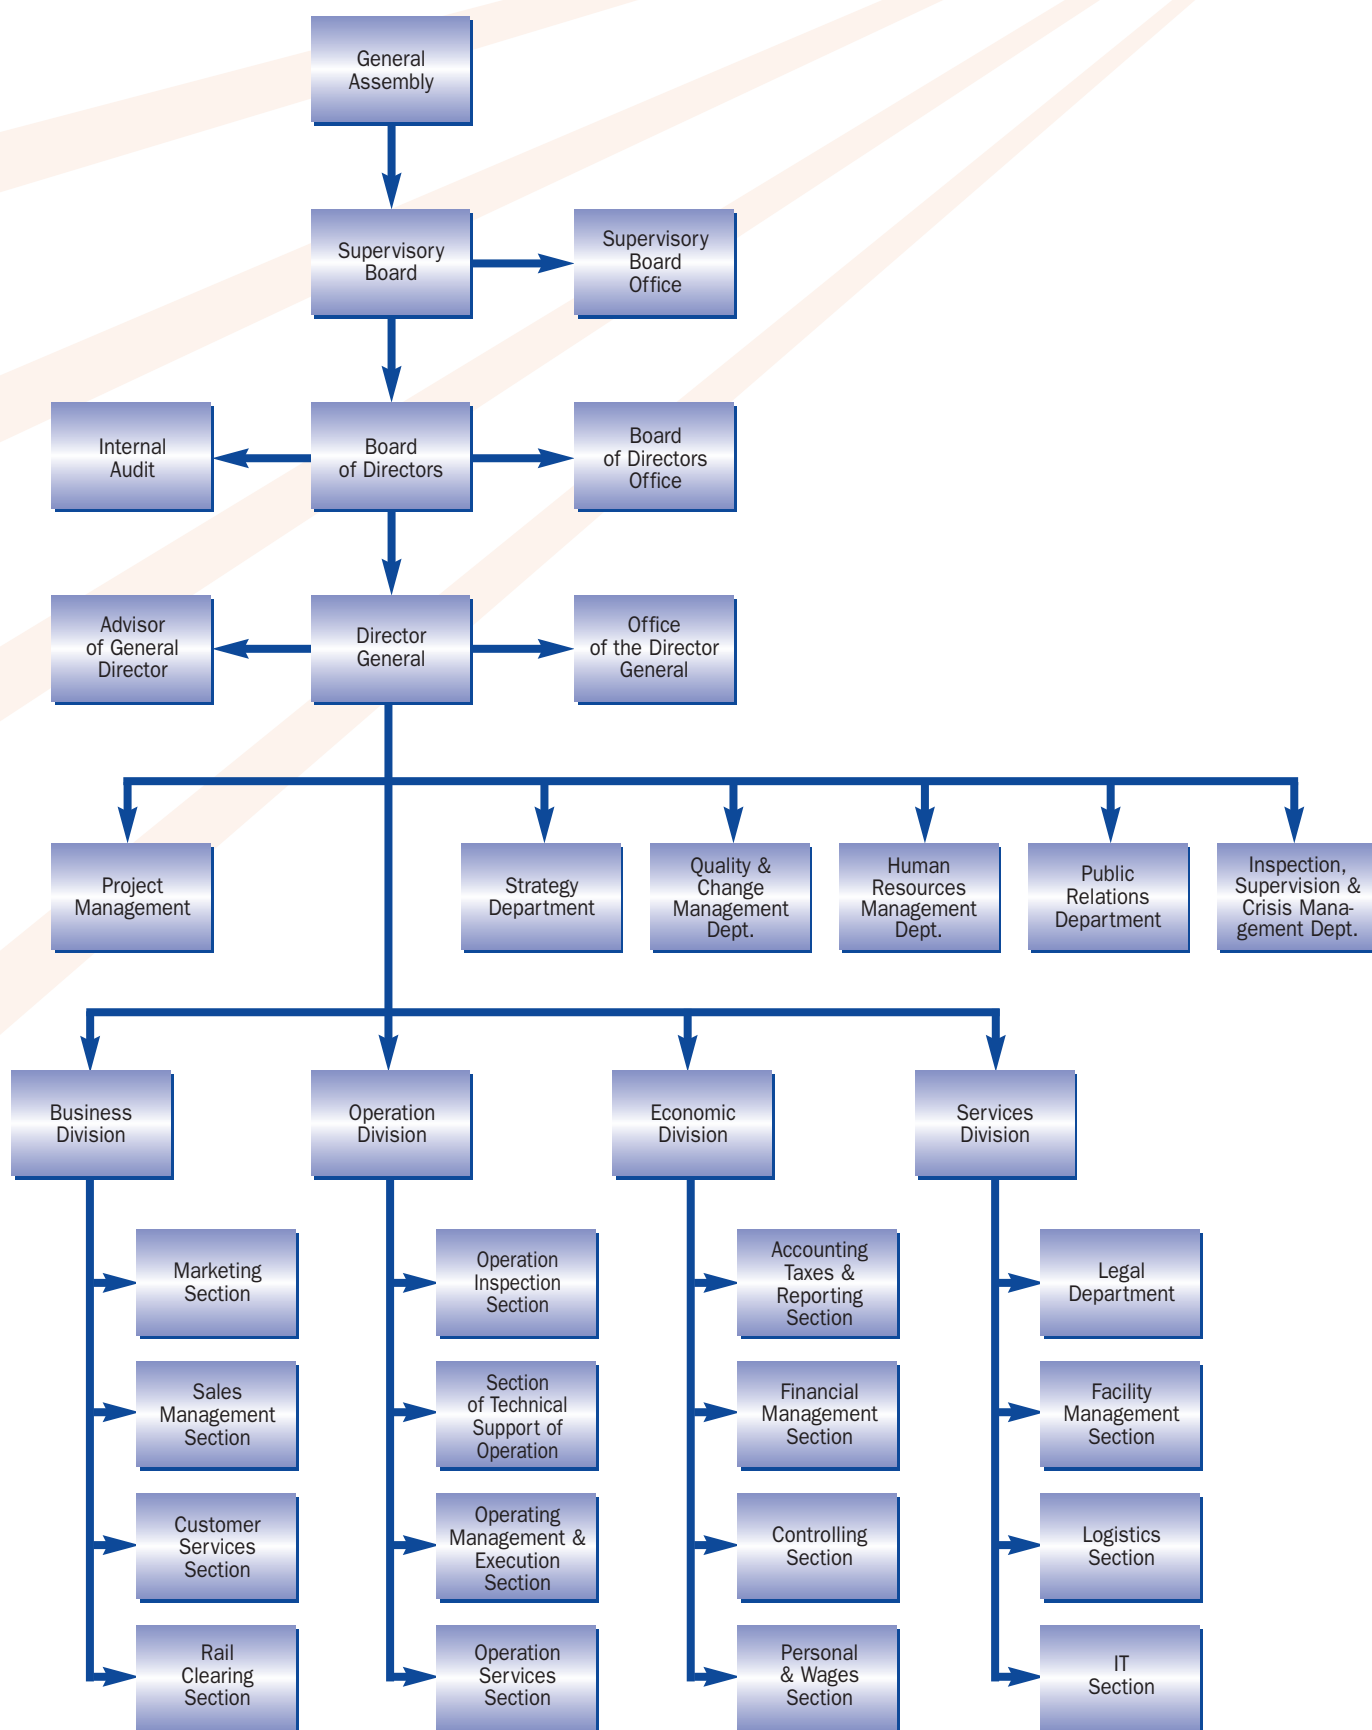 General
Assembly
Supervisory
Board
Supervisory
Board
Office
Internal
Audit
Board
of Directors
Board
of Directors
Office
Advisor
of General
Director
Director
General
Office
of the Director
General
Project
Management
Strategy
Department
Quality &
Change
Management
Dept.
Human
Resources
Management
Dept.
Public
Relations
Department
Inspection,
Supervision &
Crisis Mana-
gement Dept.
Business
Division
Operation
Division
Economic
Division
Services
Division
Marketing
Section
Operation
Inspection
Section
Accounting
Taxes &
Reporting
Section
Legal
Department
Sales
Management
Section
Section
of Technical
Support of
Operation
Financial
Management
Section
Facility
Management
Section
Customer
Services
Section
Operating
Management &
Execution
Section
Controlling
Section
Logistics
Section
Rail
Clearing
Section
Operation
Services
Section
Personal
& Wages
Section
IT
Section